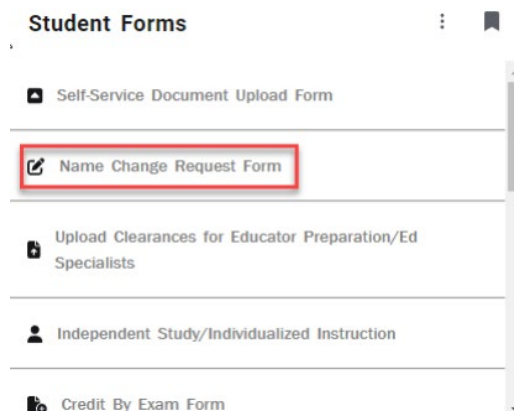 Student Forms
Self-Service Document Upload Form
Name Change Request Form
Upload Clearances for Educator Preparation/Ed
Specialists
Independent Study/Individualized Instruction
Credit By Exam Form